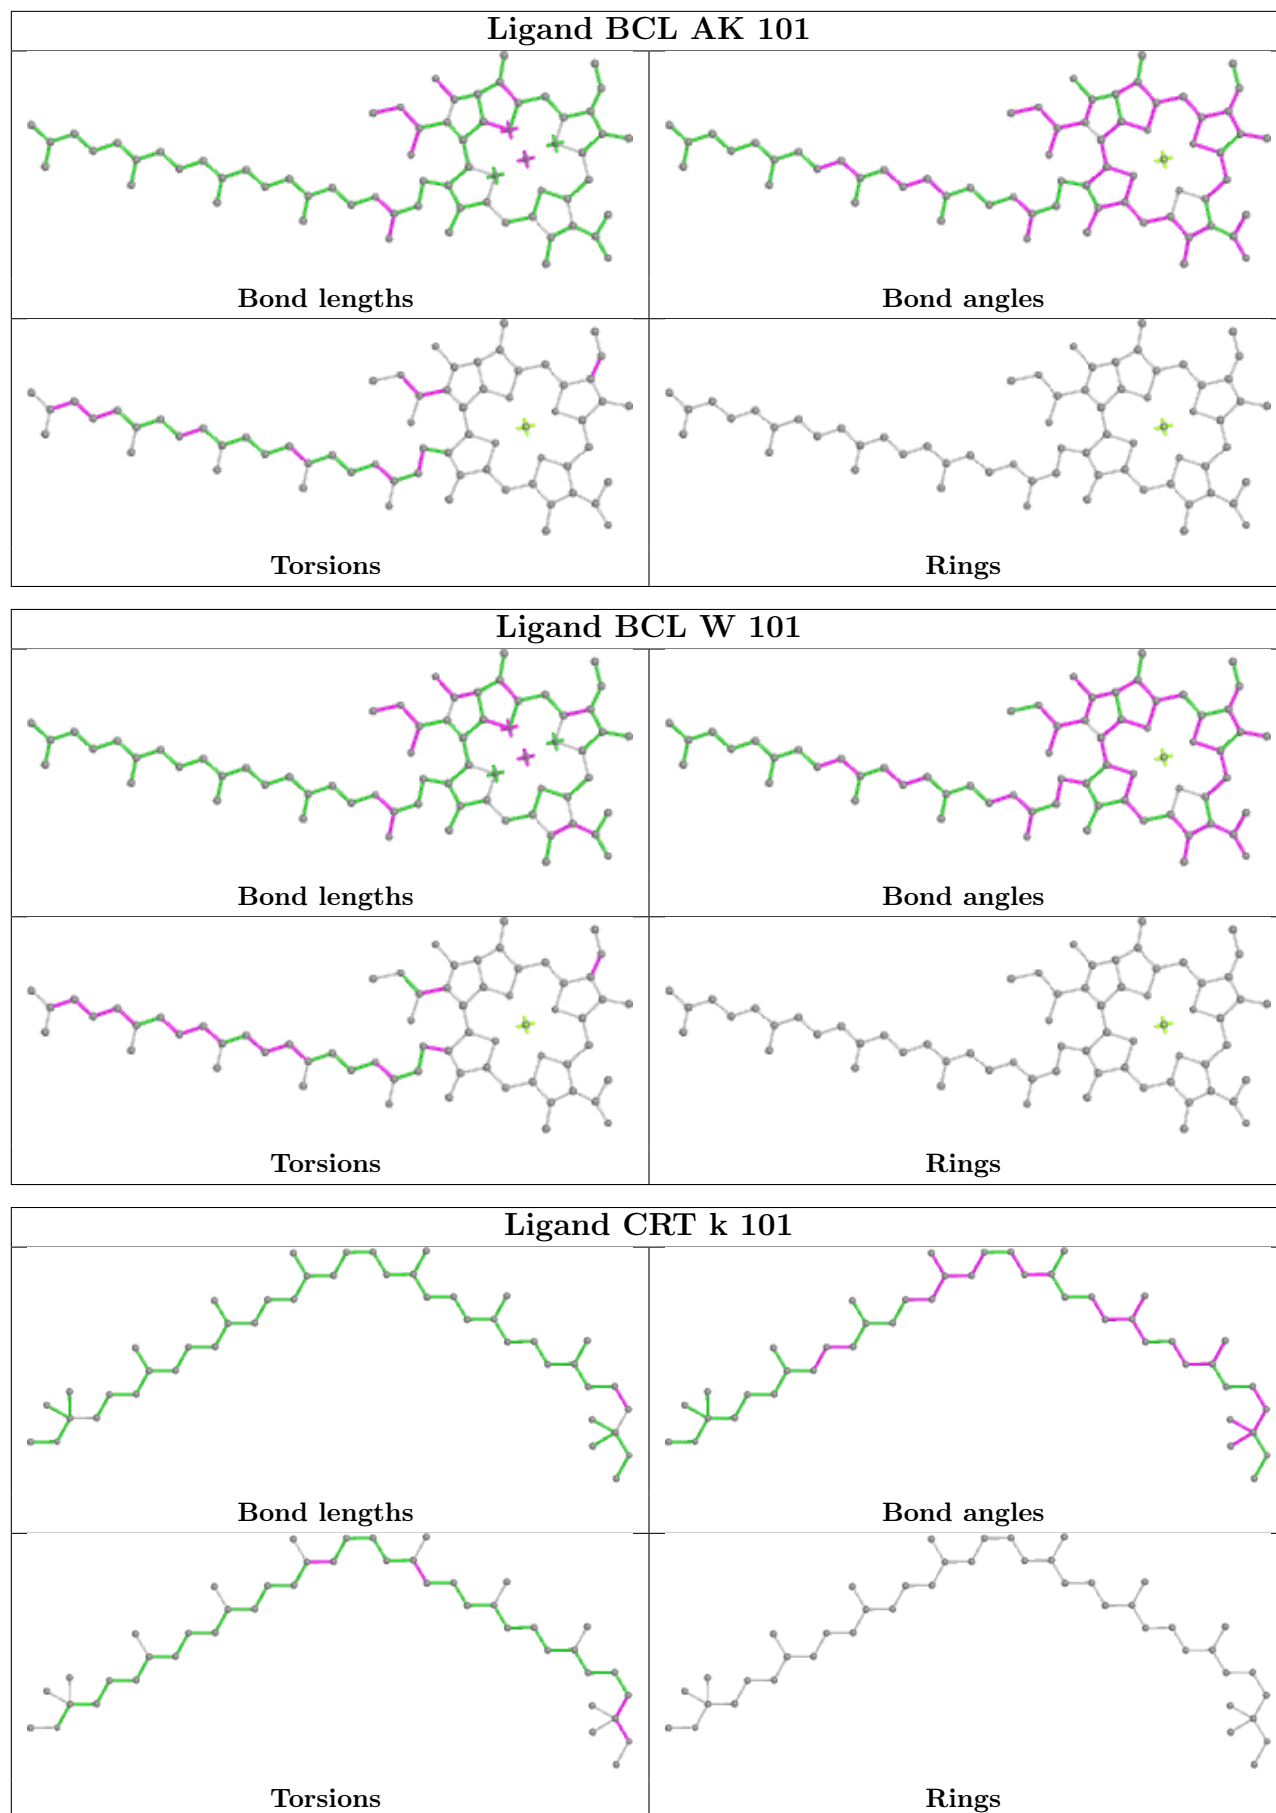 Ligand BCL AK 101
Bond lengths
Bond angles
Torsions
Rings
Ligand BCL W 101
Bond lengths
Bond angles
Torsions
Rings
Ligand CRT k 101
Bond lengths
Bond angles
Torsions
Rings